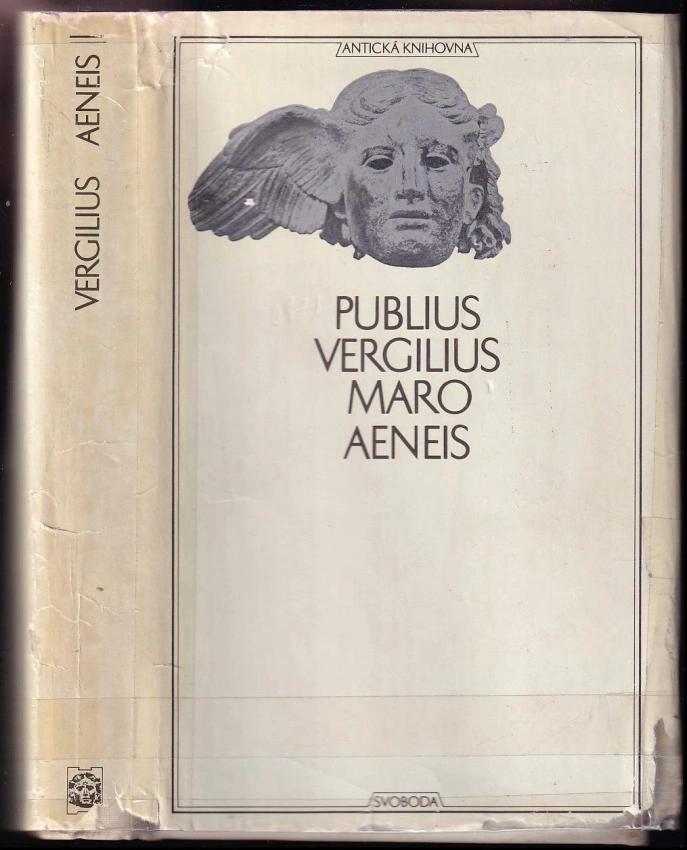 VERGILIUS AENEIS
ANTICKÁ KNIHOVNA
PUBLIUS
VERGILIUS
MARO
AENEIS
SVOBODA